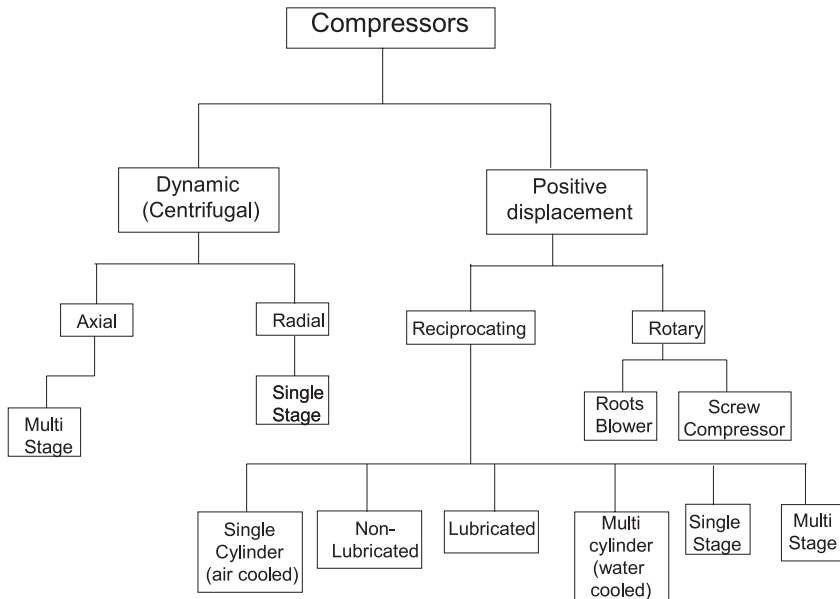 Compressors
Dynamic
(Centrifugal)
Positive
displacement
Axial
Radial
Reciprocating
Rotary
Multi
Stage
Single
Stage
Roots
Blower
Screw
Compressor
Single
Cylinder
(air cooled)
Non-
Lubricated
Lubricated
Multi
cylinder
(water
cooled)
Single
Stage
Multi
Stage